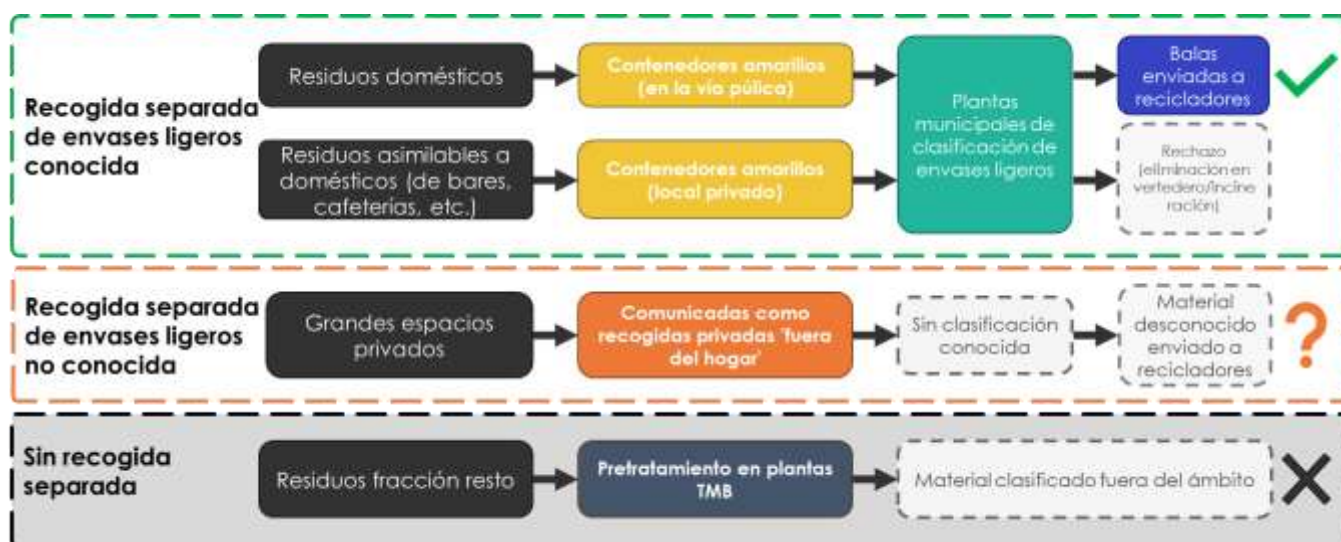 Recogida separada
de envases ligeros
conocida
Residuos domésticos
Contenedores amarillos
(en la vía púlica)
Residuos asimilables a
domésticos (de bares,
cafeterías, etc.)
Contenedores amarillos
(local privado)
Plantas
municipales de
clasificación de
envases ligeros
Balas
enviadas a
recicladores
Rechazo
(eliminación en
vertedero/incine
ración)
Recogida separada
de envases ligeros
no conocida
Grandes espacios
privados
Comunicadas como
recogidas privadas 'fuera
del hogar'
Sin clasificación
conocida
Material
desconocido
enviado a
recicladores
?
Sin recogida
separada
Residuos fracción resto
Pretratamiento en plantas
TMB
Material clasificado fuera del ámbito